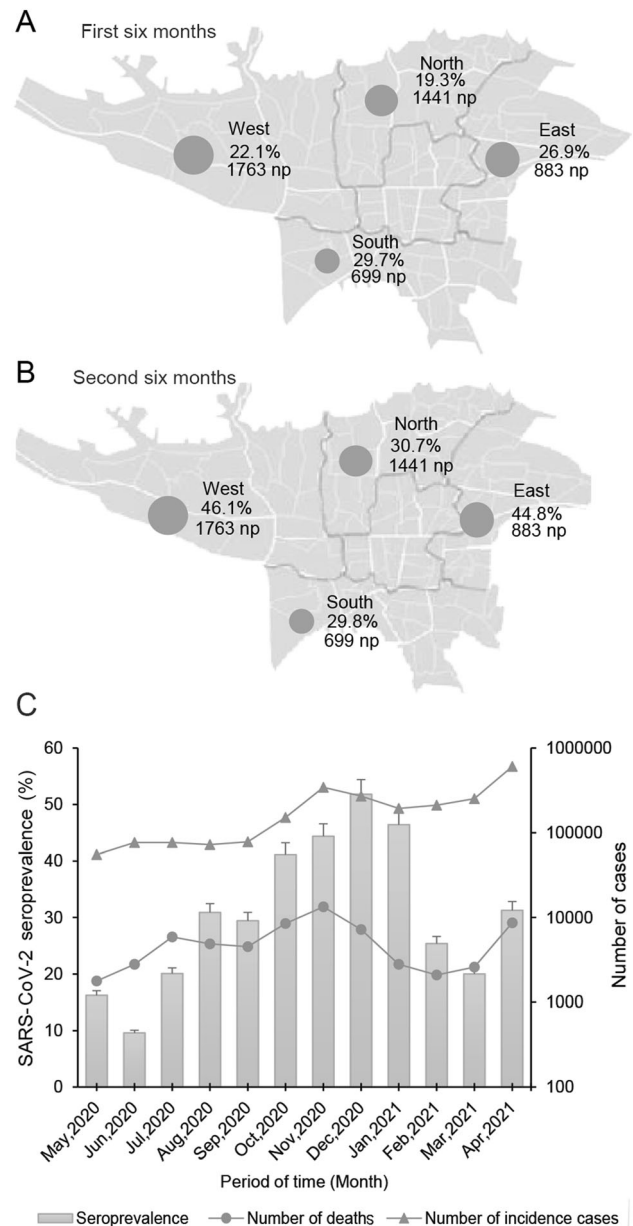 A
First six months
North
19.3%
1441 np
West
22.1%
1763 np
East
26.9%
883 np
South
29.7%
699 np
B
Second six months
North
30.7%
1441 np
West
46.1%
1763 np
East
44.8%
883 np
South
29.8%
699 np
C
SARS-CoV-2 seroprevalence (%)
60
50
40
30
20
10
0
1000000
100000
10000
1000
100
Number of cases
May,2020
Jun,2020
Jul,2020
Aug,2020
Sep,2020
Oct,2020
Nov,2020
Dec,2020
Jan,2021
Feb,2021
Mar,2021
Apr,2021
Period of time (Month)
Seroprevalence
Number of deaths
Number of incidence cases